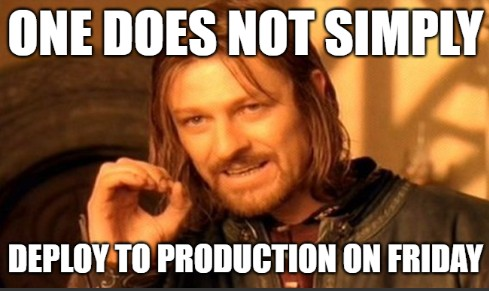 ONE DOES NOT SIMPLY
DEPLOY TO PRODUCTION ON FRIDAY